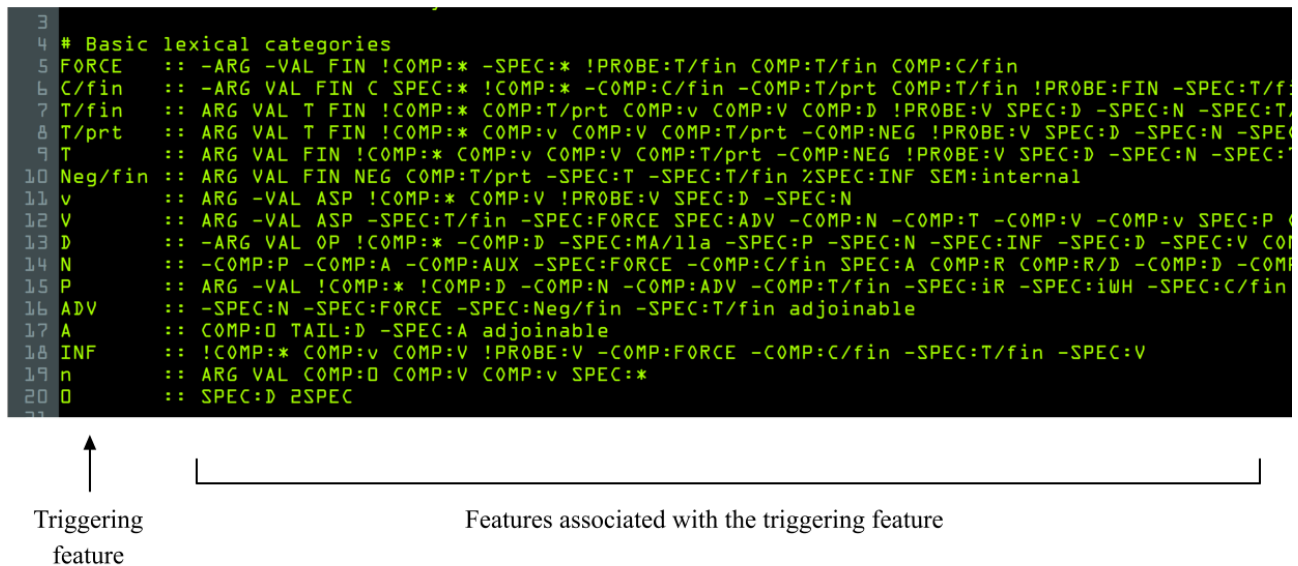 3
4 # Basic lexical categories
5 FORCE :: -ARG -VAL FIN !COMP:* -SPEC:* !PROBE:T/fin COMP:T/fin COMP:C/fin
6 C/fin :: -ARG VAL FIN C SPEC:* !COMP:* -COMP:C/fin -COMP:T/prt COMP:T/fin !PROBE:FIN -SPEC:T/fi
7 T/fin :: ARG VAL T FIN !COMP:* COMP:T/prt COMP:v COMP:V COMP:D !PROBE:V SPEC:D -SPEC:N -SPEC:T/
8 T/prt :: ARG VAL T FIN !COMP:* COMP:v COMP:V COMP:T/prt -COMP:NEG !PROBE:V SPEC:D -SPEC:N -SPEC
9 T :: ARG VAL FIN !COMP:* COMP:v COMP:V COMP:T/prt -COMP:NEG !PROBE:V SPEC:D -SPEC:N -SPEC:T
10 Neg/fin :: ARG VAL FIN NEG COMP:T/prt -SPEC:T -SPEC:T/fin %SPEC:INF SEM:internal
11 v :: ARG -VAL ASP !COMP:* COMP:V !PROBE:V SPEC:D -SPEC:N
12 V :: ARG -VAL ASP -SPEC:T/fin -SPEC:FORCE SPEC:ADV -COMP:N -COMP:T -COMP:V -COMP:v SPEC:P
13 D :: -ARG VAL OP !COMP:* -COMP:D -SPEC:MA/lla -SPEC:P -SPEC:N -SPEC:INF -SPEC:D -SPEC:V COM
14 N :: -COMP:P -COMP:A -COMP:AUX -SPEC:FORCE -COMP:C/fin SPEC:A COMP:R COMP:R/D -COMP:D -COMP
15 P :: ARG -VAL !COMP:* !COMP:D -COMP:N -COMP:ADV -COMP:T/fin -SPEC:iR -SPEC:iWH -SPEC:C/fin
16 ADV :: -SPEC:N -SPEC:FORCE -SPEC:Neg/fin -SPEC:T/fin adjoinable
17 A :: COMP:0 TAIL:D -SPEC:A adjoinable
18 INF :: !COMP:* COMP:v COMP:V !PROBE:V -COMP:FORCE -COMP:C/fin -SPEC:T/fin -SPEC:V
19 n :: ARG VAL COMP:0 COMP:V COMP:v SPEC:*
20 0 :: SPEC:D 2SPEC
Triggering
feature
Features associated with the triggering feature